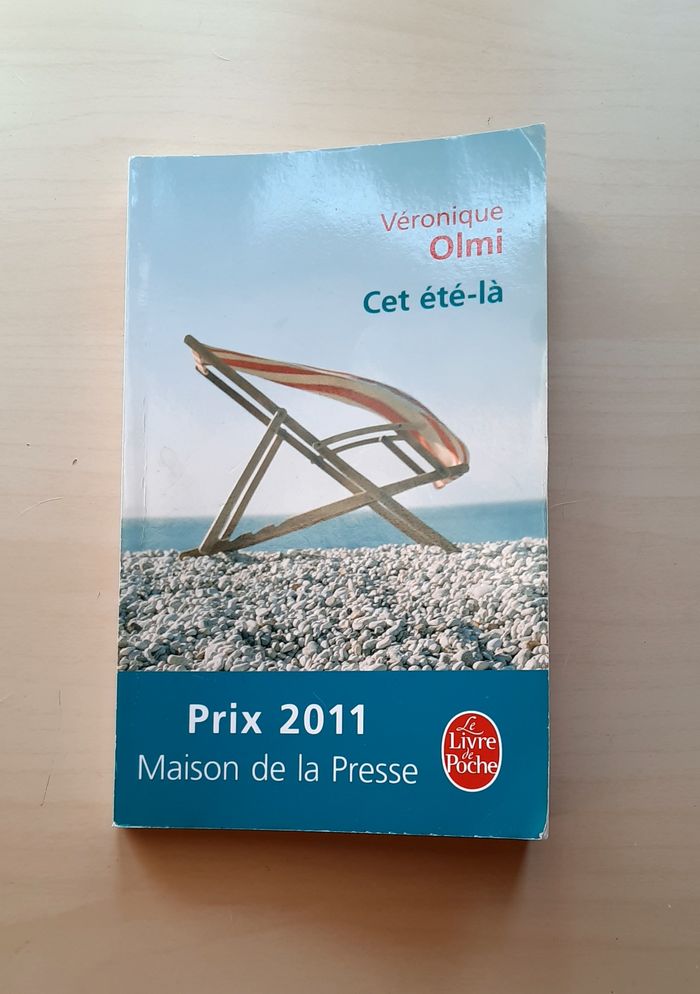 Véronique
Olmi
Cet été-là
Prix 2011
Maison de la Presse
Le
Livre
de
Poche